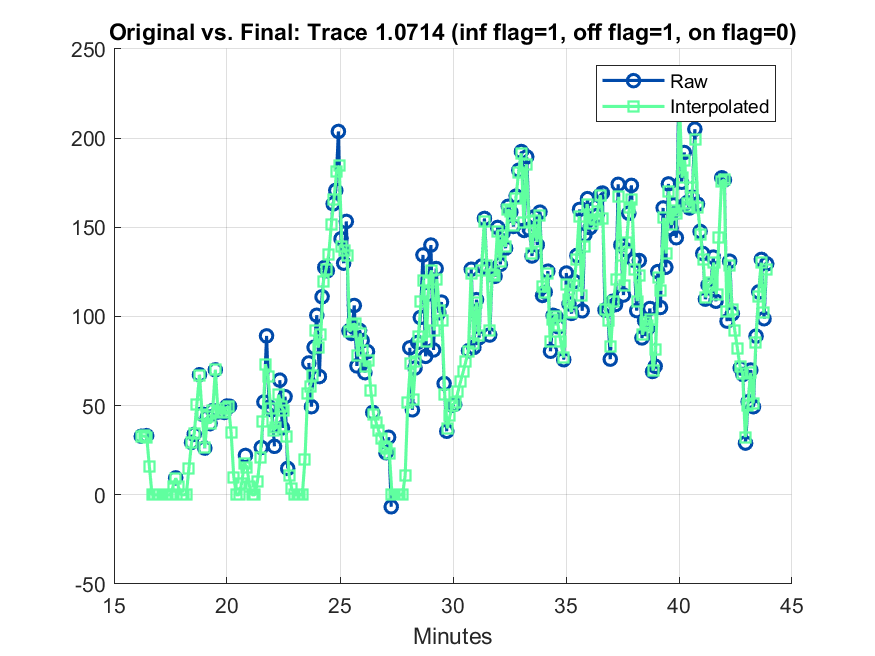 Original vs. Final: Trace 1.0714 (inf flag=1, off flag=1, on flag=0)
250
200
150
100
50
0
-50
Raw
Interpolated
15 20 25 30 35 40 45
Minutes